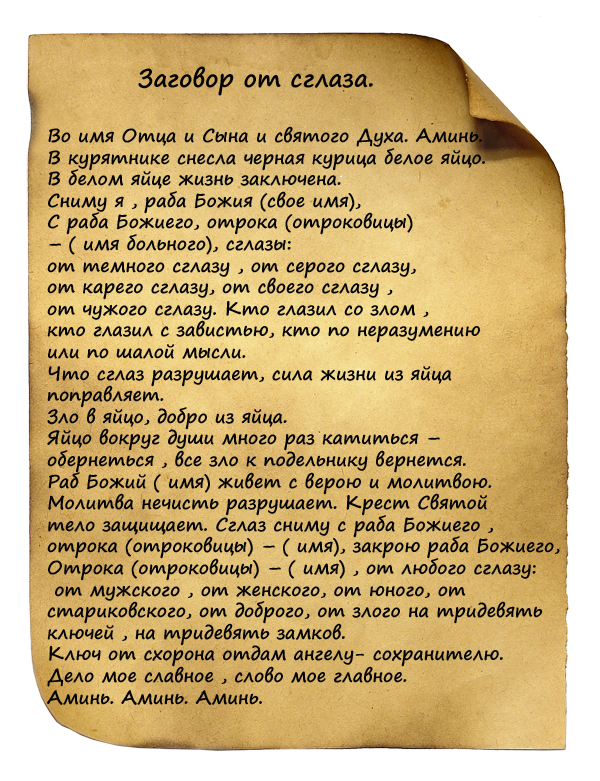 Заговор от сглаза.
Во имя Отца и Сына и святого Духа. Аминь.
В курятнике снесла черная курица белое яйцо.
В белом яйце жизнь заключена.
Сниму я , раба Божия (свое имя),
С раба Божиего, отрока (отроковицы)
– ( имя больного), сглазы:
от темного сглазу , от серого сглазу,
от карего сглазу, от своего сглазу ,
от чужого сглазу. Кто глазил со злом ,
кто глазил с завистью, кто по неразумению
или по шалой мысли.
Что сглаз разрушает, сила жизни из яйца
поправляет.
Зло в яйцо, добро из яйца.
Яйцо вокруг души много раз катиться –
обернеться , все зло к подельнику вернется.
Раб Божий ( имя) живет с верою и молитвою.
Молитва нечисть разрушает. Крест Святой
тело защищает. Сглаз сниму с раба Божиего ,
отрока (отроковицы) – ( имя), закрою раба Божиего,
Отрока (отроковицы) – ( имя) , от любого сглазу:
от мужского , от женского, от юного, от
стариковского, от доброго, от злого на тридевять
ключей , на тридевять замков.
Ключ от схорона отдам ангелу- сохранителю.
Дело мое славное , слово мое главное.
Аминь. Аминь. Аминь.